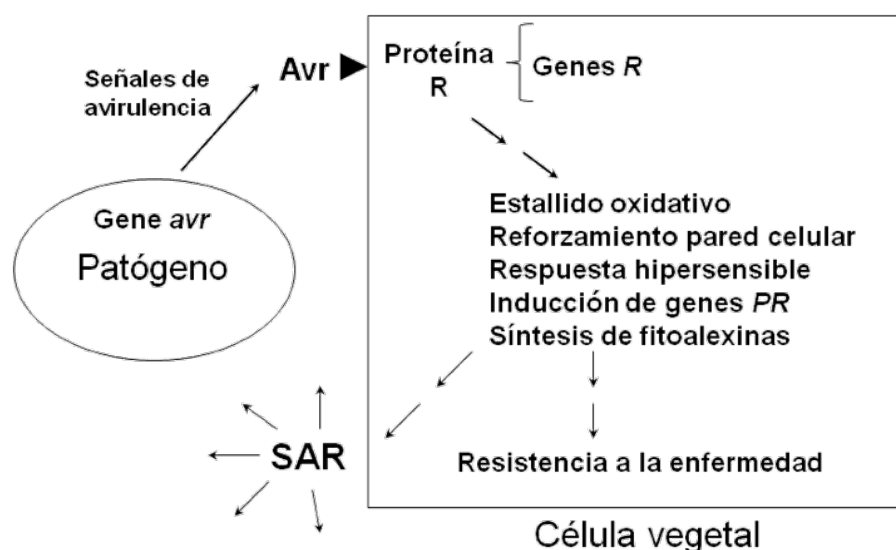 Señales de
avirulencia
Avr
Proteína
R
Genes R
Gene avr
Patógeno
Estallido oxidativo
Reforzamiento pared celular
Respuesta hipersensible
Inducción de genes PR
Síntesis de fitoalexinas
SAR
Resistencia a la enfermedad
Célula vegetal